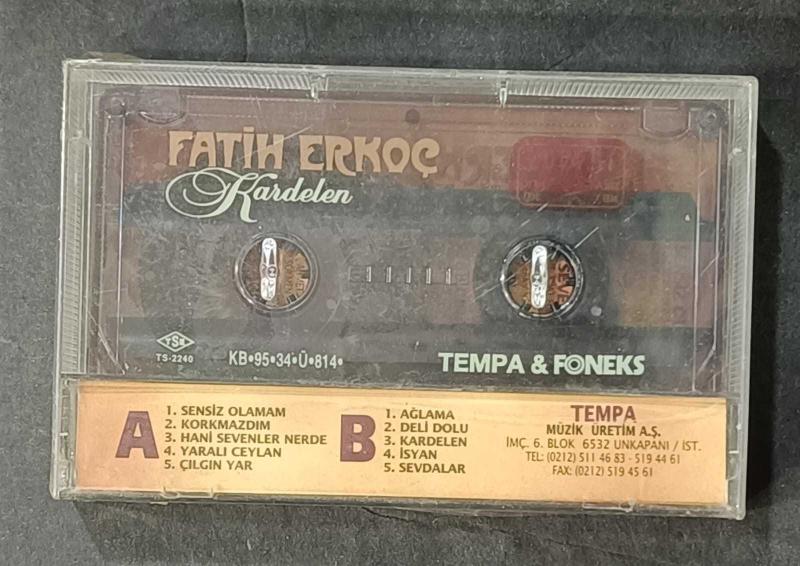 FATİH ERKOÇ
Kardelen
TSE
TS-2240
KB•95•34•Ü•814•
TEMPA & FONEKS
A
1. SENSİZ OLAMAM
2. KORKMAZDIM
3. HANİ SEVENLER NERDE
4. YARALI CEYLAN
5. ÇILGIN YAR
B
1. AĞLAMA
2. DELİ DOLU
3. KARDELEN
4. İSYAN
5. SEVDALAR
TEMPA
MÜZİK ÜRETİM A.Ş.
İMÇ. 6. BLOK 6532 UNKAPANI / İST.
TEL: (0212) 511 46 83 - 519 44 61
FAX: (0212) 519 45 61